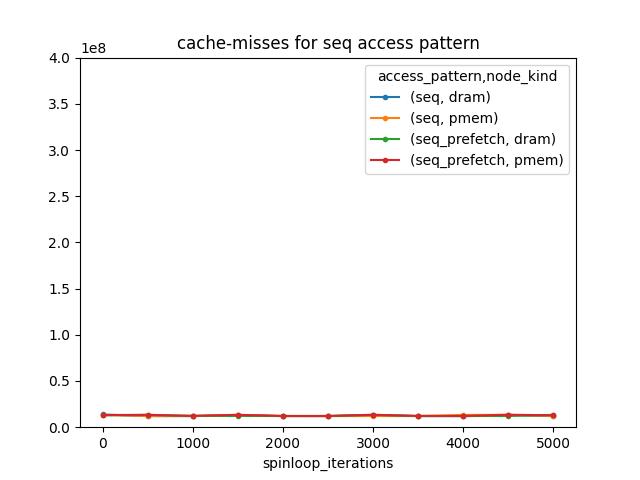 cache-misses for seq access pattern
1e8
4.0
3.5
3.0
2.5
2.0
1.5
1.0
0.5
0.0
access_pattern,node_kind
(seq, dram)
(seq, pmem)
(seq_prefetch, dram)
(seq_prefetch, pmem)
0 1000 2000 3000 4000 5000
spinloop_iterations